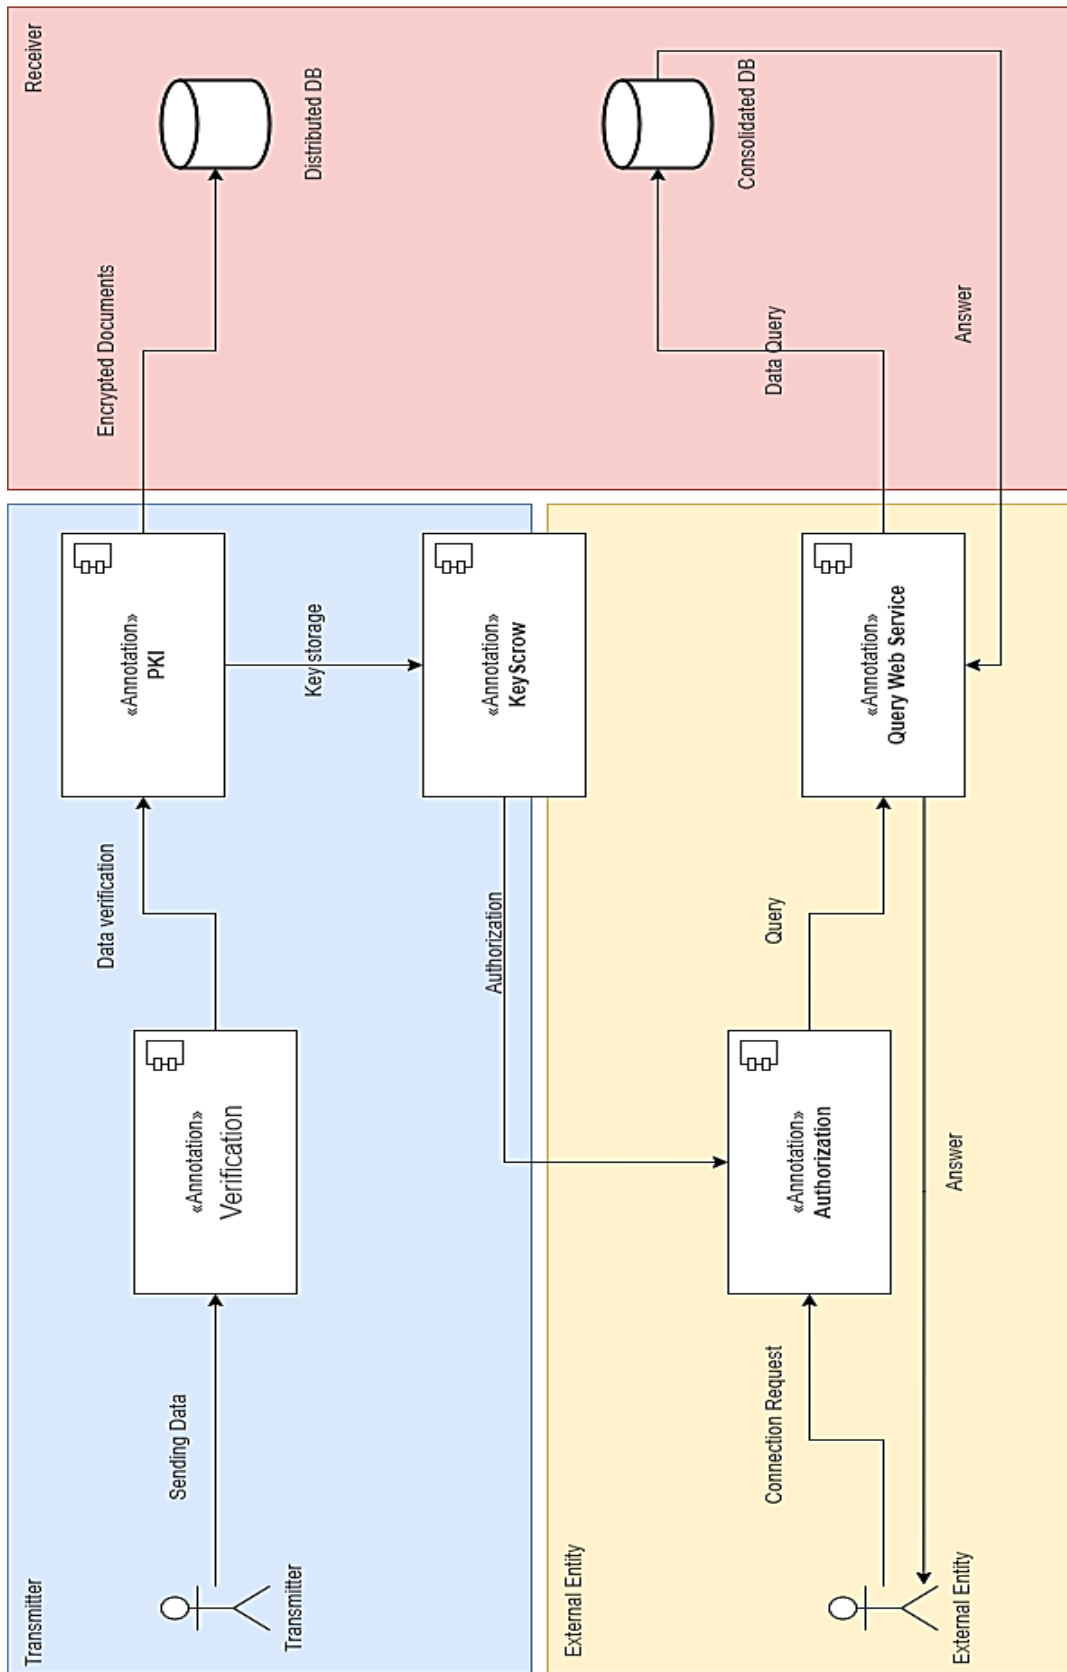 Transmitter
Transmitter
Sending Data
«Annotation»
Verification
Data verification
«Annotation»
PKI
Encrypted Documents
Receiver
Distributed DB
Key storage
«Annotation»
KeyScrow
Authorization
External Entity
External Entity
Connection Request
«Annotation»
Authorization
Query
«Annotation»
Query Web Service
Data Query
Consolidated DB
Answer
Answer